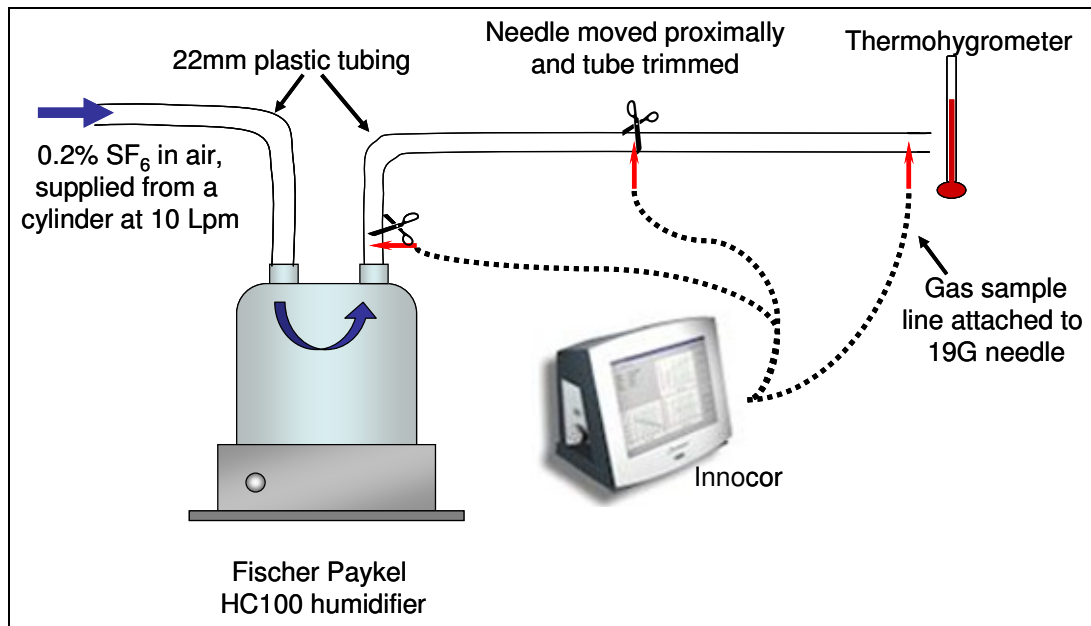 22mm plastic tubing
Needle moved proximally
and tube trimmed
Thermohygrometer
0.2% SF6 in air,
supplied from a
cylinder at 10 Lpm
Gas sample
line attached to
19G needle
Innocor
Fischer Paykel
HC100 humidifier